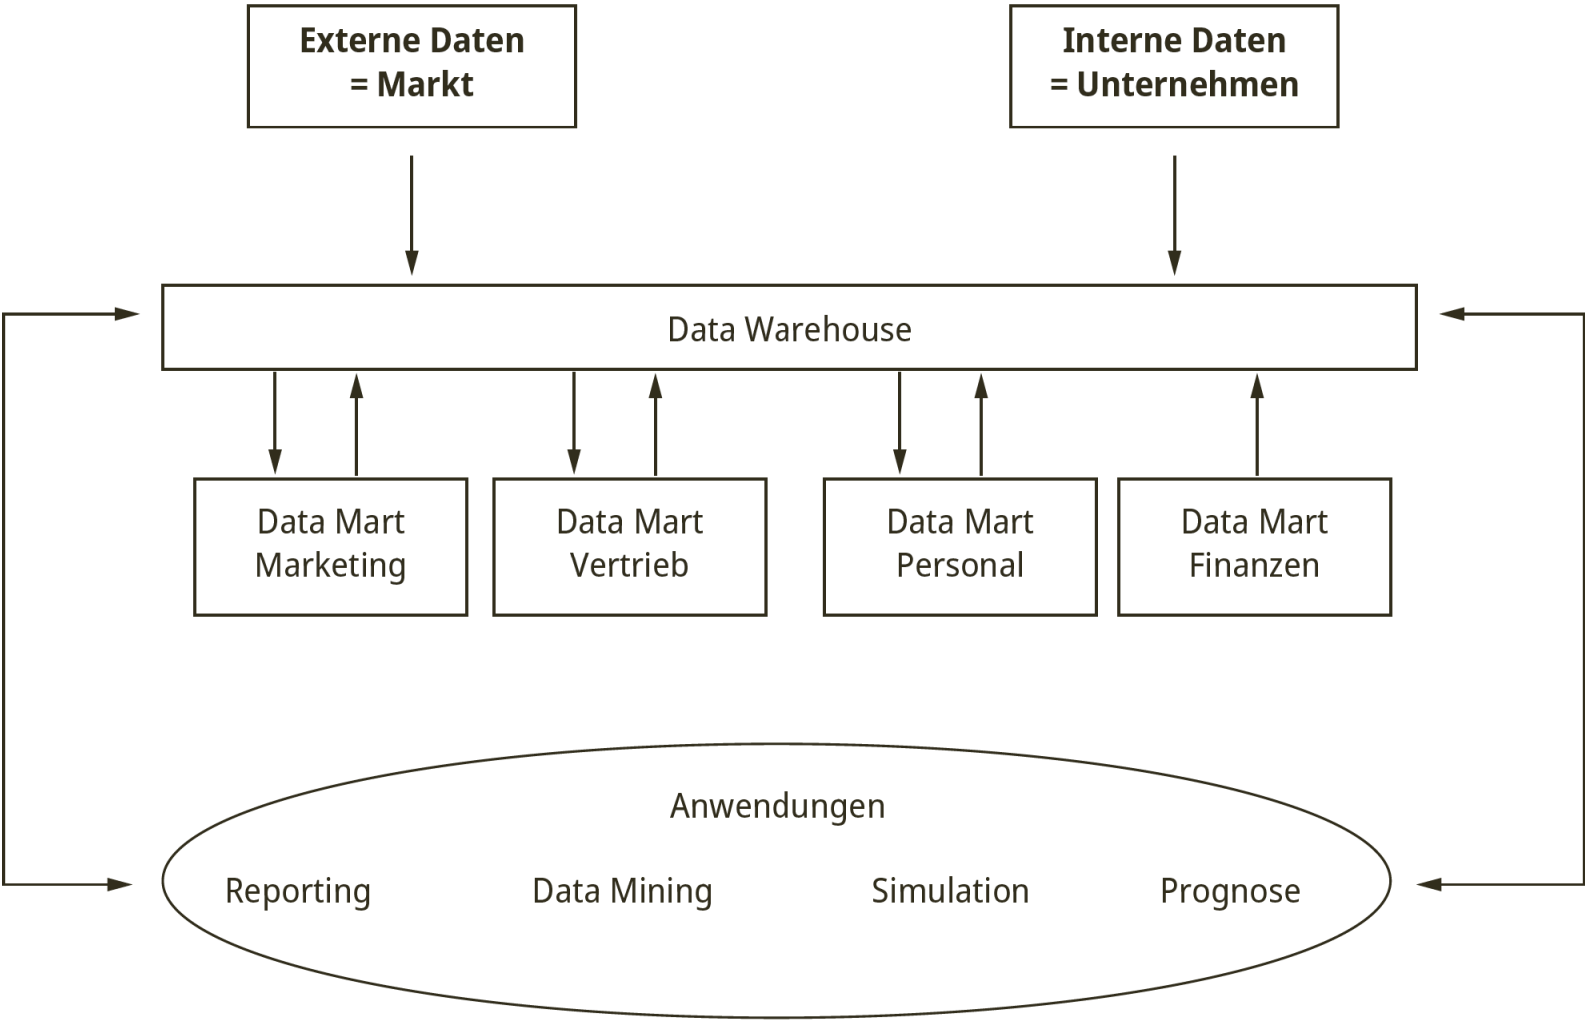 Externe Daten
= Markt
Interne Daten
= Unternehmen
Data Warehouse
Data Mart
Marketing
Data Mart
Vertrieb
Data Mart
Personal
Data Mart
Finanzen
Anwendungen
Reporting
Data Mining
Simulation
Prognose